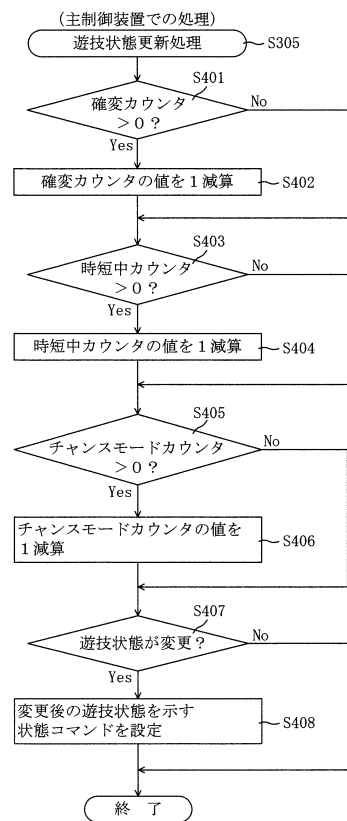 (主制御装置での処理)
遊技状態更新処理
S305
S401
確変カウンタ
>0?
No
Yes
確変カウンタの値を1減算
S402
S403
時短中カウンタ
>0?
No
Yes
時短中カウンタの値を1減算
S404
S405
チャンスモードカウンタ
>0?
No
Yes
チャンスモードカウンタの値を
1減算
S406
S407
遊技状態が変更?
No
Yes
変更後の遊技状態を示す
状態コマンドを設定
S408
終 了